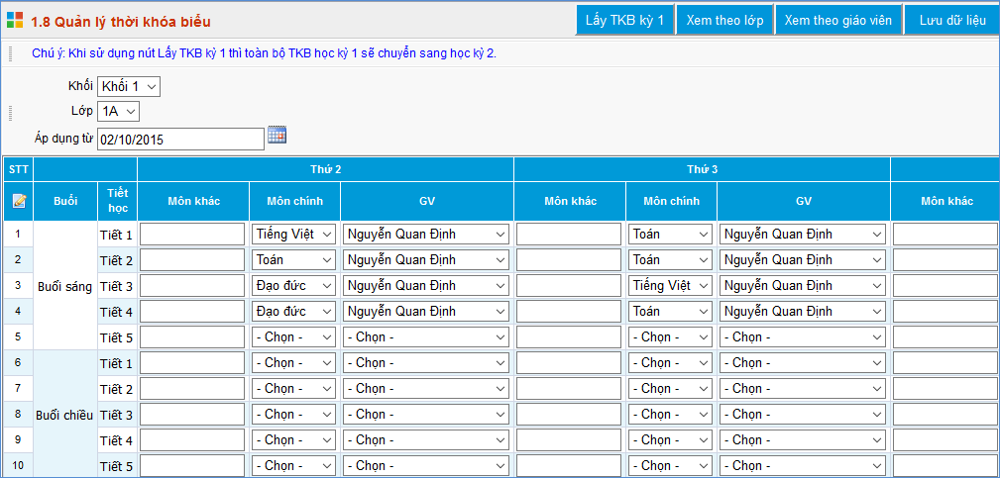 1.8 Quản lý thời khóa biểu Lấy TKB kỳ 1 Xem theo lớp Xem theo giáo viên Lưu dữ liệu
Chú ý: Khi sử dụng nút Lấy TKB kỳ 1 thì toàn bộ TKB học kỳ 1 sẽ chuyển sang học kỳ 2.
Khối Khối 1
Lớp 1A
Áp dụng từ 02/10/2015
STT Thứ 2 Thứ 3
Buổi Tiết học Môn khác Môn chính GV Môn khác Môn chính GV Môn khác
1 Tiết 1 Tiếng Việt Nguyễn Quan Định Toán Nguyễn Quan Định
2 Tiết 2 Toán Nguyễn Quan Định Toán Nguyễn Quan Định
3 Buổi sáng Tiết 3 Đạo đức Nguyễn Quan Định Tiếng Việt Nguyễn Quan Định
4 Tiết 4 Đạo đức Nguyễn Quan Định Toán Nguyễn Quan Định
5 Tiết 5 - Chọn - - Chọn - - Chọn - - Chọn -
6 Tiết 1 - Chọn - - Chọn - - Chọn - - Chọn -
7 Tiết 2 - Chọn - - Chọn - - Chọn - - Chọn -
8 Buổi chiều Tiết 3 - Chọn - - Chọn - - Chọn - - Chọn -
9 Tiết 4 - Chọn - - Chọn - - Chọn - - Chọn -
10 Tiết 5 - Chọn - - Chọn - - Chọn - - Chọn -